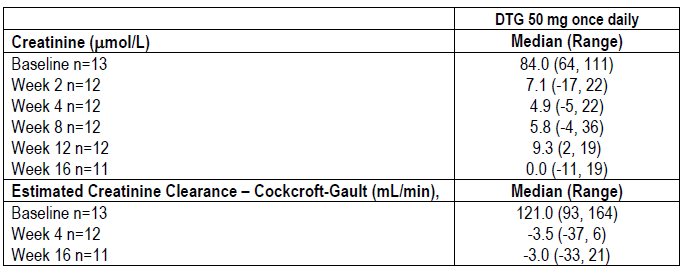 DTG 50 mg once daily
Creatinine (µmol/L) Median (Range)
Baseline n=13 84.0 (64, 111)
Week 2 n=12 7.1 (-17, 22)
Week 4 n=12 4.9 (-5, 22)
Week 8 n=12 5.8 (-4, 36)
Week 12 n=12 9.3 (2, 19)
Week 16 n=11 0.0 (-11, 19)
Estimated Creatinine Clearance – Cockcroft-Gault (mL/min), Median (Range)
Baseline n=13 121.0 (93, 164)
Week 4 n=12 -3.5 (-37, 6)
Week 16 n=11 -3.0 (-33, 21)